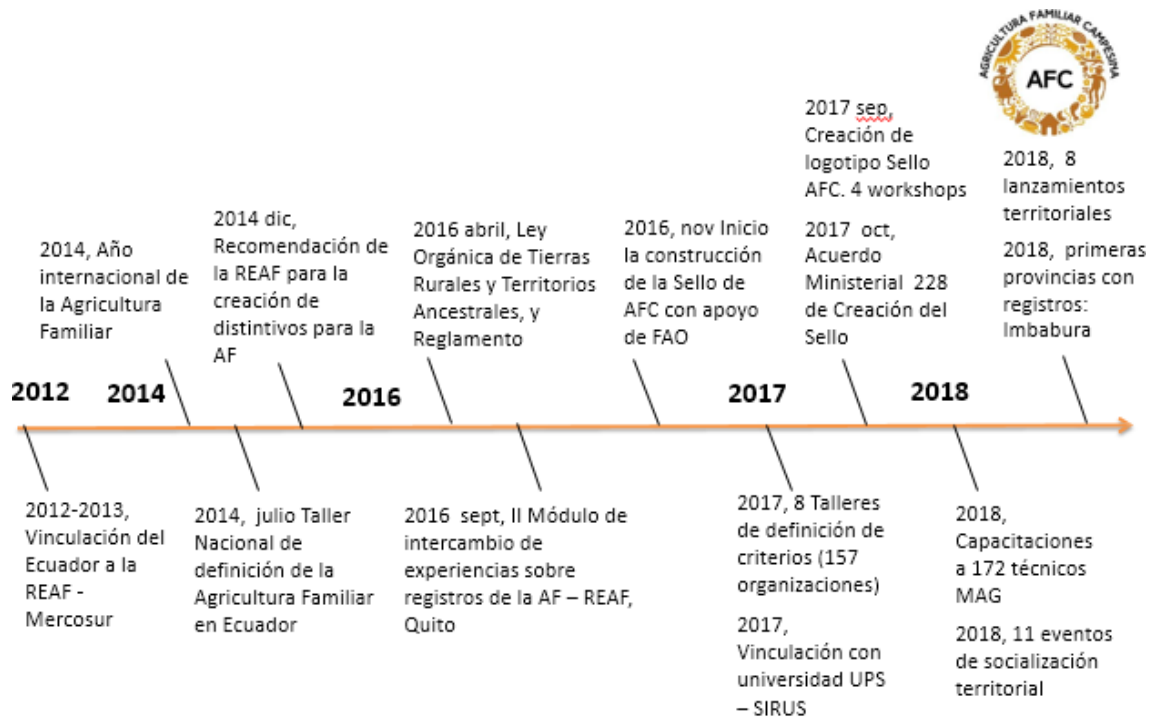 AGRICULTURA FAMILIAR CAMPESINA
AFC
2014, Año
internacional de
la Agricultura
Familiar
2014 dic,
Recomendación de
la REAF para la
creación de
distintivos para la
AF
2016 abril, Ley
Orgánica de Tierras
Rurales y Territorios
Ancestrales, y
Reglamento
2016, nov Inicio
la construcción
de la Sello de
AFC con apoyo
de FAO
2017 sep,
Creación de
logotipo Sello
AFC. 4 workshops
2017 oct,
Acuerdo
Ministerial 228
de Creación del
Sello
2018, 8
lanzamientos
territoriales
2018, primeras
provincias con
registros:
Imbabura
2012
2014
2016
2017
2018
2012-2013,
Vinculación del
Ecuador a la
REAF -
Mercosur
2014, julio Taller
Nacional de
definición de la
Agricultura Familiar
en Ecuador
2016 sept, II Módulo de
intercambio de
experiencias sobre
registros de la AF – REAF,
Quito
2017, 8 Talleres
de definición de
criterios (157
organizaciones)
2017,
Vinculación con
universidad UPS
– SIRUS
2018,
Capacitaciones
a 172 técnicos
MAG
2018, 11 eventos
de socialización
territorial